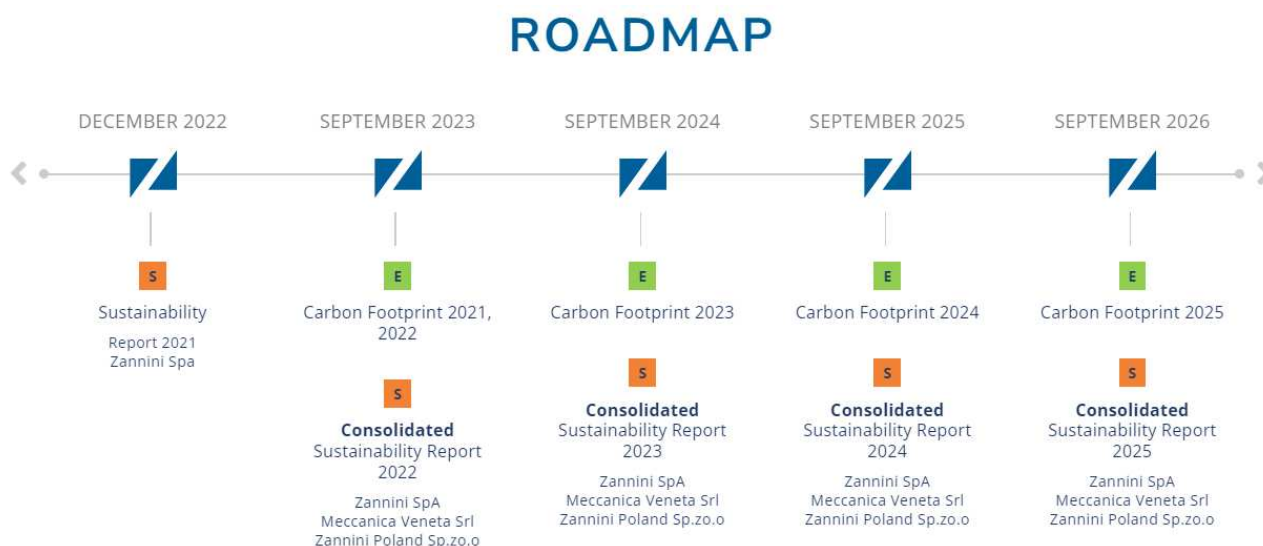 ROADMAP
DECEMBER 2022
S
Sustainability
Report 2021
Zannini Spa
SEPTEMBER 2023
E
Carbon Footprint 2021,
2022
S
Consolidated
Sustainability Report
2022
Zannini SpA
Meccanica Veneta Srl
Zannini Poland Sp.zo.o
SEPTEMBER 2024
E
Carbon Footprint 2023
S
Consolidated
Sustainability Report
2023
Zannini SpA
Meccanica Veneta Srl
Zannini Poland Sp.zo.o
SEPTEMBER 2025
E
Carbon Footprint 2024
S
Consolidated
Sustainability Report
2024
Zannini SpA
Meccanica Veneta Srl
Zannini Poland Sp.zo.o
SEPTEMBER 2026
E
Carbon Footprint 2025
S
Consolidated
Sustainability Report
2025
Zannini SpA
Meccanica Veneta Srl
Zannini Poland Sp.zo.o